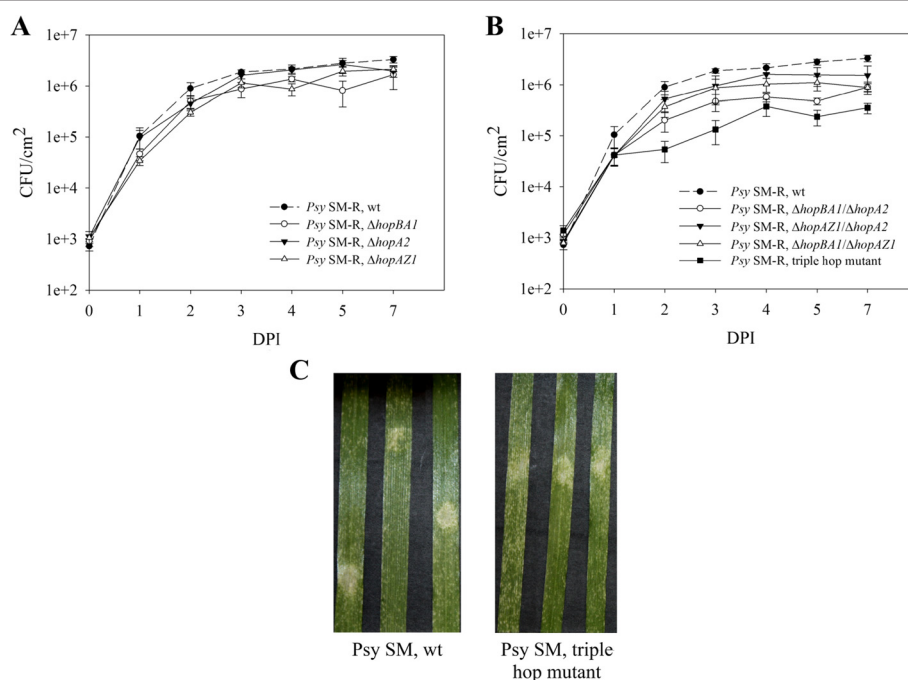 A
1e+7
1e+6
1e+5
1e+4
1e+3
1e+2
CFU/cm²
0 1 2 3 4 5 7
DPI
Psy SM-R, wt
Psy SM-R, ΔhopBA1
Psy SM-R, ΔhopA2
Psy SM-R, ΔhopAZ1
B
1e+7
1e+6
1e+5
1e+4
1e+3
1e+2
CFU/cm²
0 1 2 3 4 5 7
DPI
Psy SM-R, wt
Psy SM-R, ΔhopBA1/ΔhopA2
Psy SM-R, ΔhopAZ1/ΔhopA2
Psy SM-R, ΔhopBA1/ΔhopAZ1
Psy SM-R, triple hop mutant
C
Psy SM, wt
Psy SM, triple
hop mutant